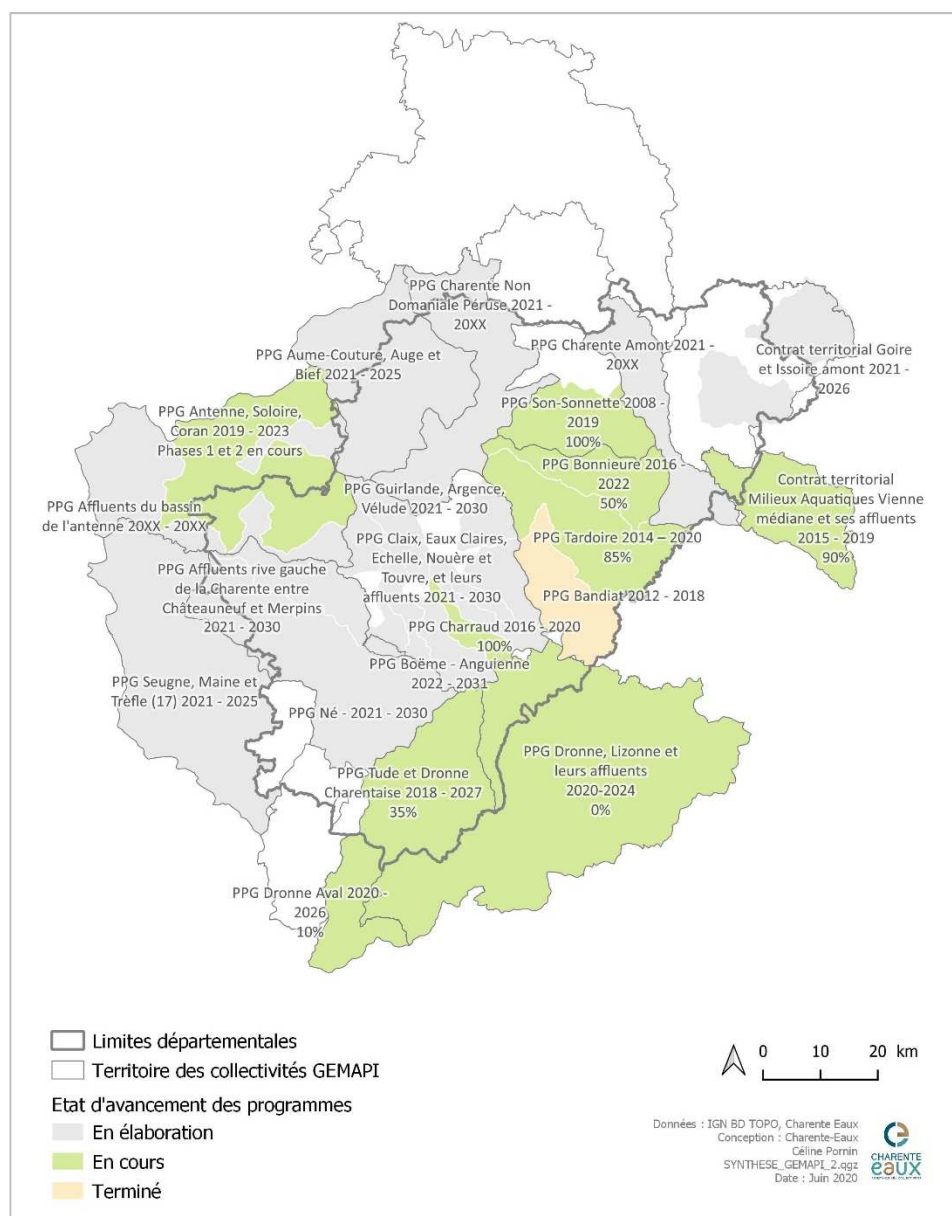 PPG Charente Non
Domaniale Péruse 2021 -
20XX
PPG Aume-Couture, Auge et
Bief 2021 - 2025
PPG Charente Amont 2021 -
20XX
Contrat territorial Goire
et Issoire amont 2021 -
2026
PPG Antenne, Soloire,
Coran 2019 - 2023
Phases 1 et 2 en cours
PPG Son-Sonnette 2008 -
2019
100%
PPG Bonnieure 2016 -
2022
50%
Contrat territorial
Milieux Aquatiques Vienne
médiane et ses affluents
2015 - 2019
90%
PPG Affluents du bassin
de l'antenne 20XX - 20XX
PPG Guirlande, Argence,
Vélude 2021 - 2030
PPG Claix, Eaux Claires,
Echelle, Nouère et
Touvre, et leurs
affluents 2021 - 2030
PPG Tardoire 2014 – 2020
85%
PPG Affluents rive gauche
de la Charente entre
Châteauneuf et Merpins
2021 - 2030
PPG Bandiat 2012 - 2018
PPG Charraud 2016 - 2020
100%
PPG Boëme - Anguienne
2022 - 2031
PPG Seugne, Maine et
Trèfle (17) 2021 - 2025
PPG Né - 2021 - 2030
PPG Tude et Dronne
Charentaise 2018 - 2027
35%
PPG Dronne, Lizonne et
leurs affluents
2020-2024
0%
PPG Dronne Aval 2020 -
2026
10%
Limites départementales
Territoire des collectivités GEMAPI
Etat d'avancement des programmes
En élaboration
En cours
Terminé
0 10 20 km
Données : IGN BD TOPO, Charente Eaux
Conception : Charente-Eaux
Céline Pornin
SYNTHESE_GEMAPI_2.qgz
Date : Juin 2020
CHARENTE
eaux